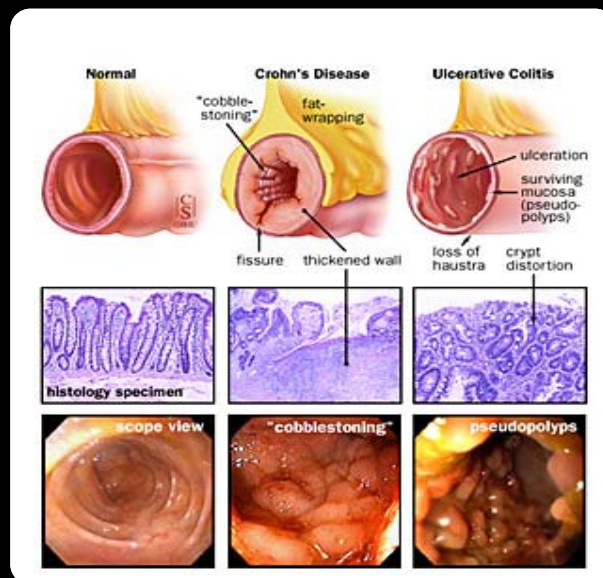 Normal
Crohn's Disease
Ulcerative Colitis
"cobble-
stoning"
fat-
wrapping
ulceration
surviving
mucosa
(pseudo-
polyps)
CS
fissure
thickened wall
loss of
haustra
crypt
distortion
histology specimen
scope view
"cobblestoning"
pseudopolyps